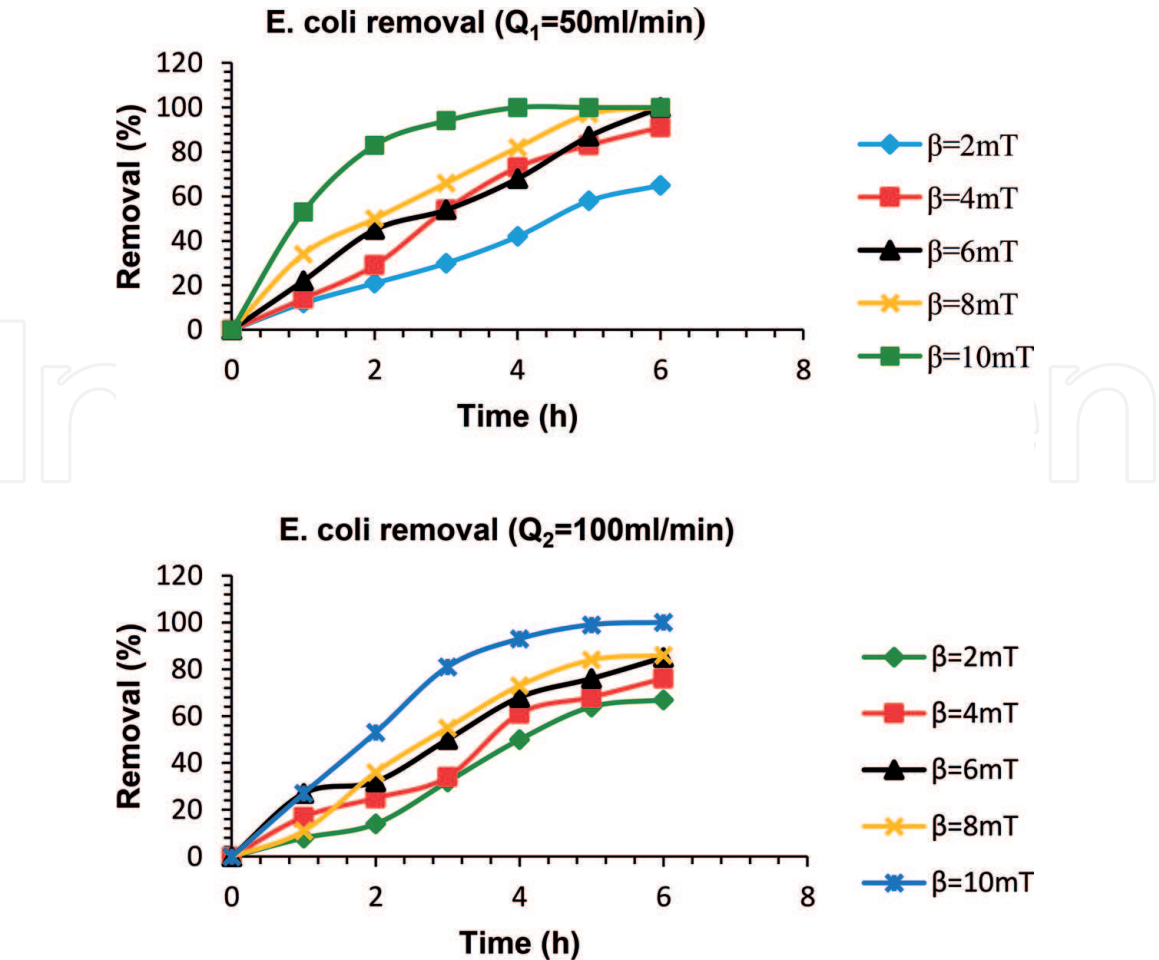 E. coli removal (Q₁=50ml/min)
120
100
80
60
40
20
0
Removal (%)
0 2 4 6 8
Time (h)
β=2mT
β=4mT
β=6mT
β=8mT
β=10mT
E. coli removal (Q₂=100ml/min)
120
100
80
60
40
20
0
Removal (%)
0 2 4 6 8
Time (h)
β=2mT
β=4mT
β=6mT
β=8mT
β=10mT